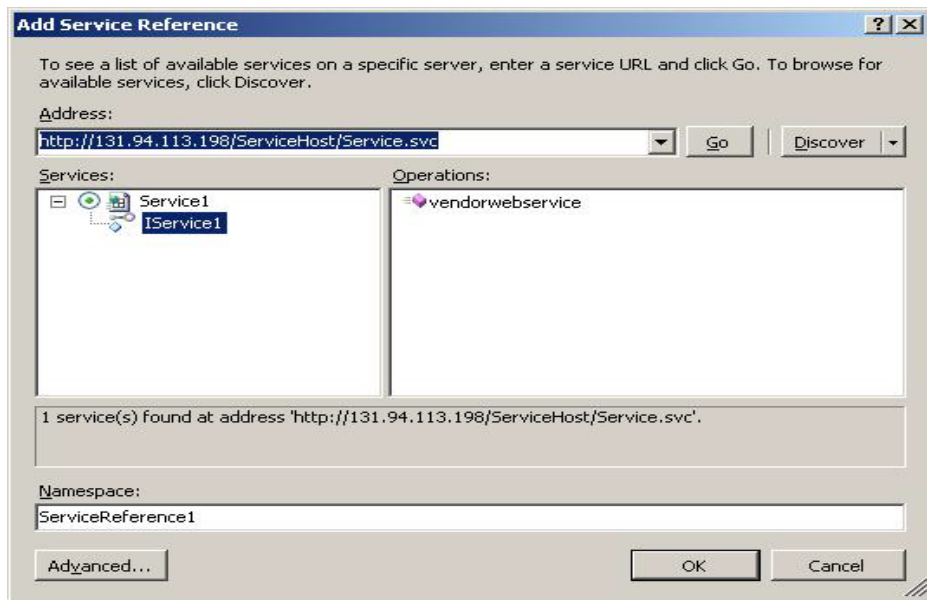 Add Service Reference
To see a list of available services on a specific server, enter a service URL and click Go. To browse for
available services, click Discover.
Address:
http://131.94.113.198/ServiceHost/Service.svc Go Discover
Services: Operations:
Service1 vendorwebservice
IService1
1 service(s) found at address 'http://131.94.113.198/ServiceHost/Service.svc'.
Namespace:
ServiceReference1
Advanced... OK Cancel